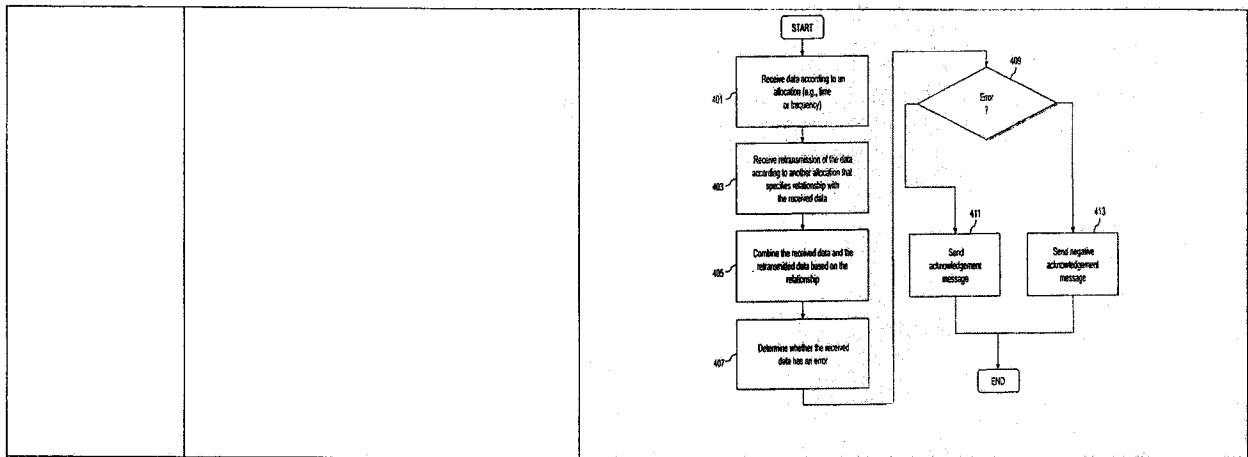 START
Receive data according to an
allocation (e.g., time
or frequency)
401
Receive retransmission of the data
according to another allocation that
specifies relationship with
the received data
403
Combine the received data and the
retransmitted data based on the
relationship
405
Determine whether the received
data has an error
407
409
Error
?
411
Send
acknowledgement
message
413
Send negative
acknowledgement
message
END